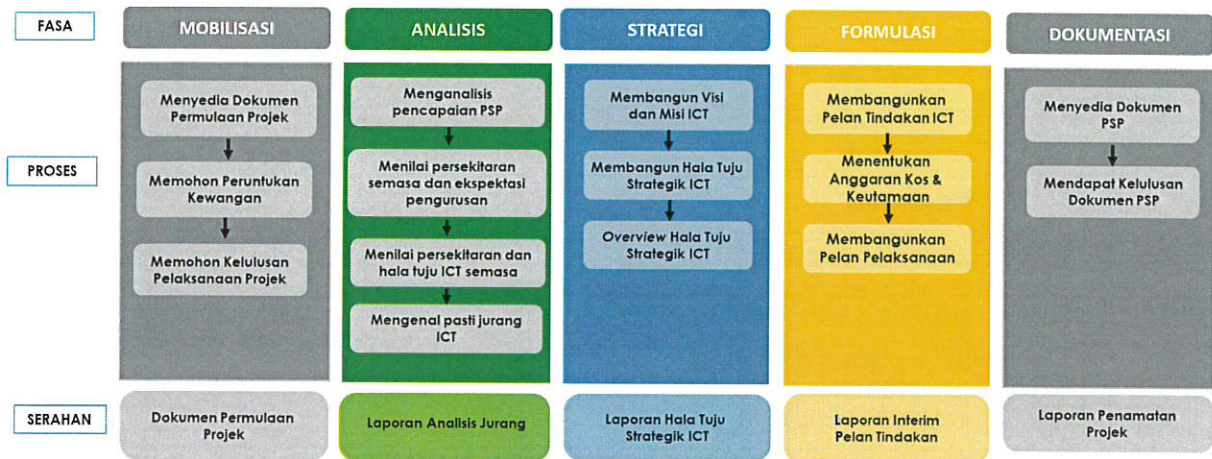 FASA
MOBILISASI
ANALISIS
STRATEGI
FORMULASI
DOKUMENTASI
PROSES
Menyedia Dokumen
Permulaan Projek
Memohon Peruntukan
Kewangan
Memohon Kelulusan
Pelaksanaan Projek
Menganalisis
pencapaian PSP
Menilai persekitaran
semasa dan ekspektasi
pengurusan
Menilai persekitaran dan
hala tuju ICT semasa
Mengenal pasti jurang
ICT
Membangun Visi
dan Misi ICT
Membangun Hala Tuju
Strategik ICT
Overview Hala Tuju
Strategik ICT
Membangunkan
Pelan Tindakan ICT
Menentukan
Anggaran Kos &
Keutamaan
Membangunkan
Pelan Pelaksanaan
Menyedia Dokumen
PSP
Mendapat Kelulusan
Dokumen PSP
SERAHAN
Dokumen Permulaan
Projek
Laporan Analisis Jurang
Laporan Hala Tuju
Strategik ICT
Laporan Interim
Pelan Tindakan
Laporan Penamatan
Projek